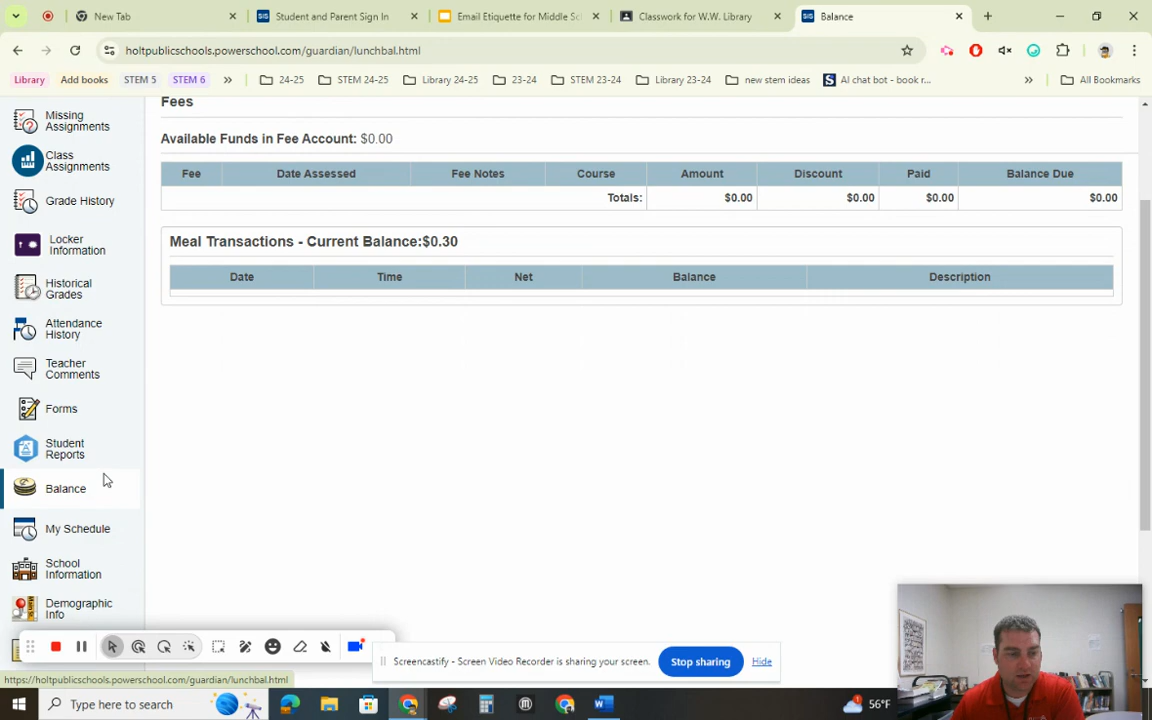 New Tab
Student and Parent Sign In
Email Etiquette for Middle Sc
Classwork for W.W. Library
Balance
holtpublicschools.powerschool.com/guardian/lunchbal.html
Library
Add books
STEM 5
STEM 6
24-25
STEM 24-25
Library 24-25
23-24
STEM 23-24
Library 23-24
new stem ideas
AI chat bot - book r...
All Bookmarks
Missing
Assignments
Class
Assignments
Grade History
Locker
Information
Historical
Grades
Attendance
History
Teacher
Comments
Forms
Student
Reports
Balance
My Schedule
School
Information
Demographic
Info
Fees
Available Funds in Fee Account: $0.00
Fee Date Assessed Fee Notes Course Amount Discount Paid Balance Due
Totals: $0.00 $0.00 $0.00 $0.00
Meal Transactions - Current Balance:$0.30
Date Time Net Balance Description
Screencastify - Screen Video Recorder is sharing your screen.
Stop sharing
Hide
https://holtpublicschools.powerschool.com/guardian/lunchbal.html
Type here to search
56°F